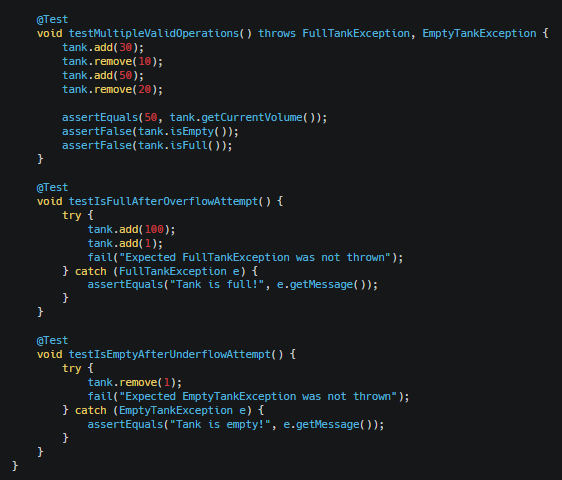 @Test
void testMultipleValidOperations() throws FullTankException, EmptyTankException {
tank.add(30);
tank.remove(10);
tank.add(50);
tank.remove(20);
assertEquals(50, tank.getCurrentVolume());
assertFalse(tank.isEmpty());
assertFalse(tank.isFull());
}
@Test
void testIsFullAfterOverflowAttempt() {
try {
tank.add(100);
tank.add(1);
fail("Expected FullTankException was not thrown");
} catch (FullTankException e) {
assertEquals("Tank is full!", e.getMessage());
}
}
@Test
void testIsEmptyAfterUnderflowAttempt() {
try {
tank.remove(1);
fail("Expected EmptyTankException was not thrown");
} catch (EmptyTankException e) {
assertEquals("Tank is empty!", e.getMessage());
}
}
}